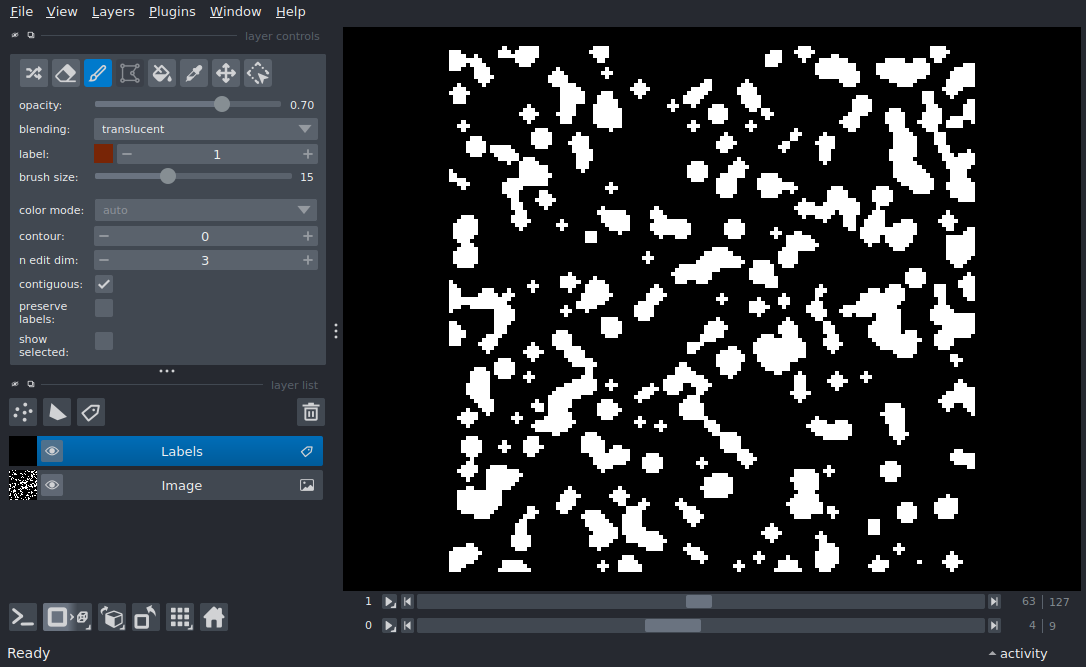 File View Layers Plugins Window Help
layer controls
opacity: 0.70
blending: translucent
label: 1
brush size: 15
color mode: auto
contour: 0
n edit dim: 3
contiguous:
preserve
labels:
show
selected:
layer list
Labels
Image
1 63 127
0 4 9
Ready activity